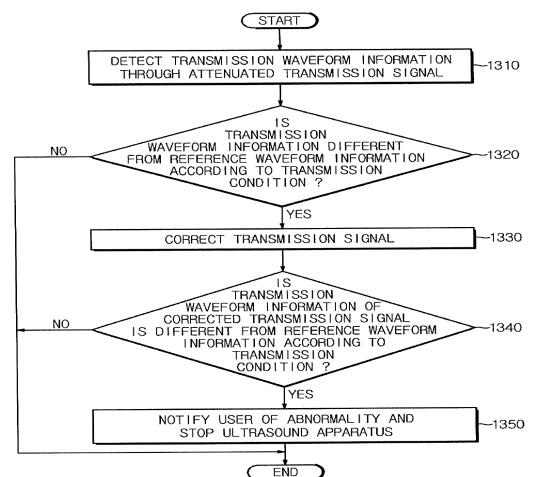 START
DETECT TRANSMISSION WAVEFORM INFORMATION
THROUGH ATTENUATED TRANSMISSION SIGNAL
1310
IS
TRANSMISSION
WAVEFORM INFORMATION DIFFERENT
FROM REFERENCE WAVEFORM INFORMATION
ACCORDING TO TRANSMISSION
CONDITION ?
1320
NO
YES
CORRECT TRANSMISSION SIGNAL
1330
IS
TRANSMISSION
WAVEFORM INFORMATION OF
CORRECTED TRANSMISSION SIGNAL
IS DIFFERENT FROM REFERENCE WAVEFORM
INFORMATION ACCORDING TO
TRANSMISSION
CONDITION ?
1340
NO
YES
NOTIFY USER OF ABNORMALITY AND
STOP ULTRASOUND APPARATUS
1350
END